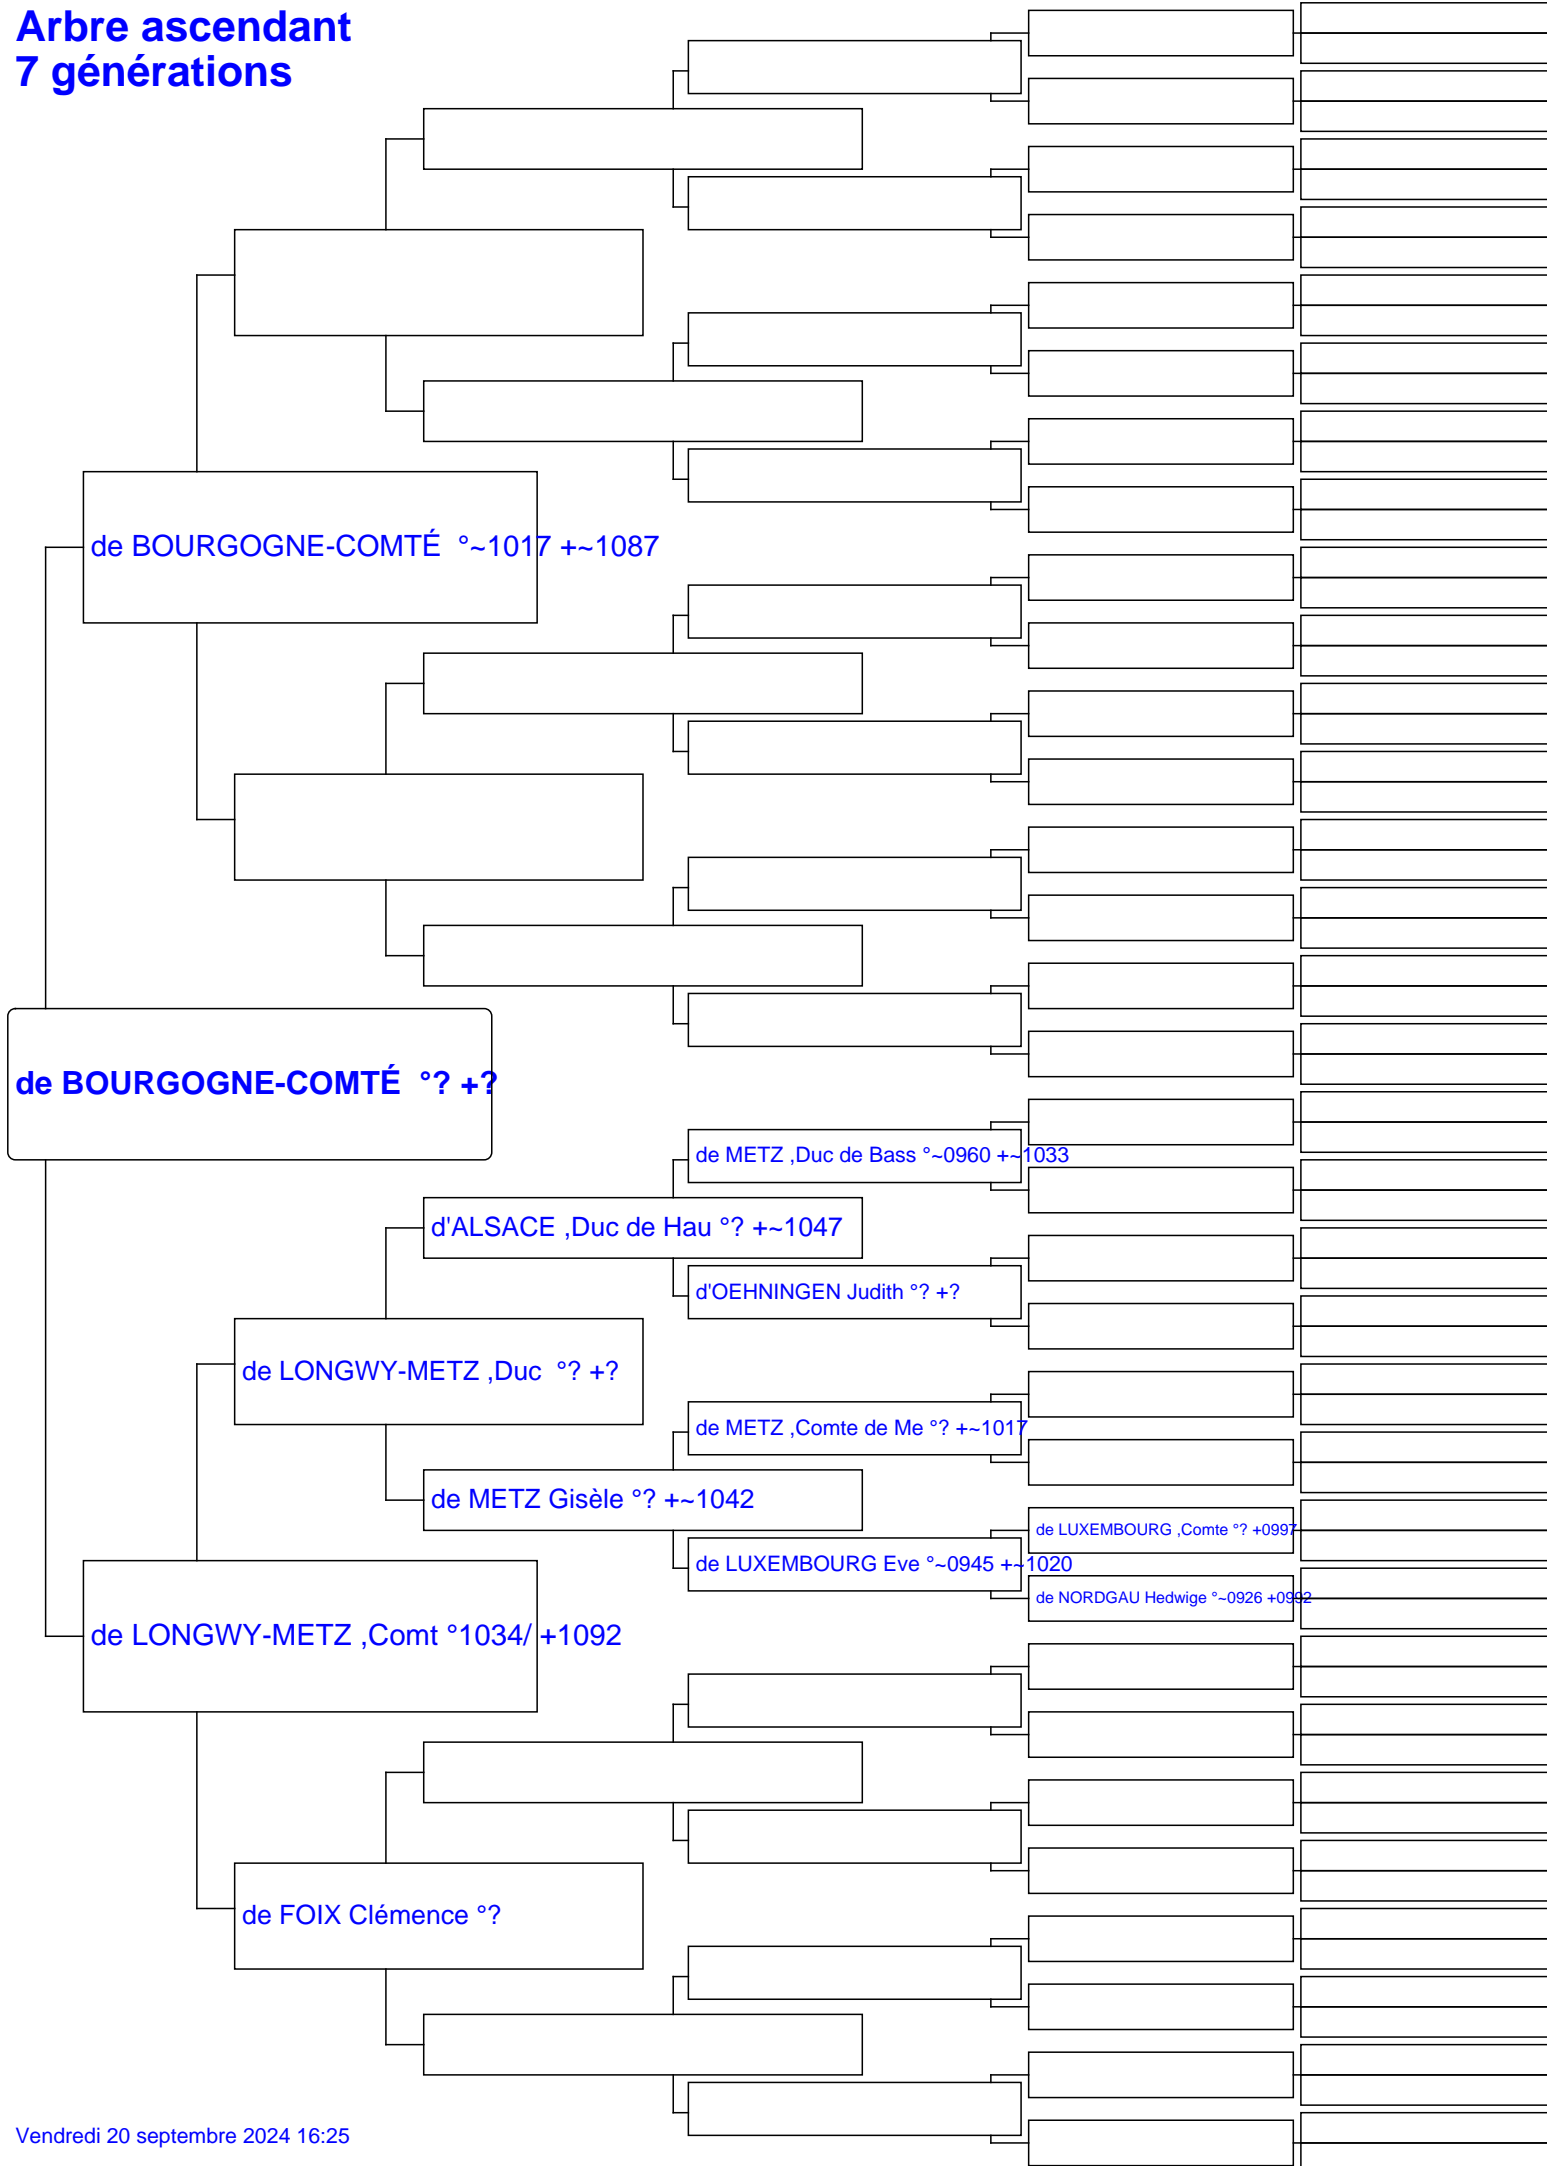 Arbre ascendant
7 générations
de BOURGOGNE-COMTÉ °~1017 +~1087
de BOURGOGNE-COMTÉ °? +?
de METZ ,Duc de Bass °~0960 +~1033
d'ALSACE ,Duc de Hau °? +~1047
d'OEHNINGEN Judith °? +?
de LONGWY-METZ ,Duc °? +?
de METZ ,Comte de Me °? +~1017
de METZ Gisèle °? +~1042
de LUXEMBOURG ,Comte °? +0997
de LUXEMBOURG Eve °~0945 +~1020
de NORDGAU Hedwige °~0926 +0992
de LONGWY-METZ ,Comt °1034/ +1092
de FOIX Clémence °?
Vendredi 20 septembre 2024 16:25